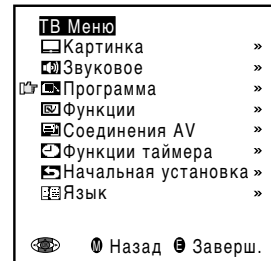 ТВ Меню
Картинка »
Звуковое »
Программа »
Функции »
Соединения AV »
Функции таймера »
Начальная установка »
Язык »
M Назад E Заверш.